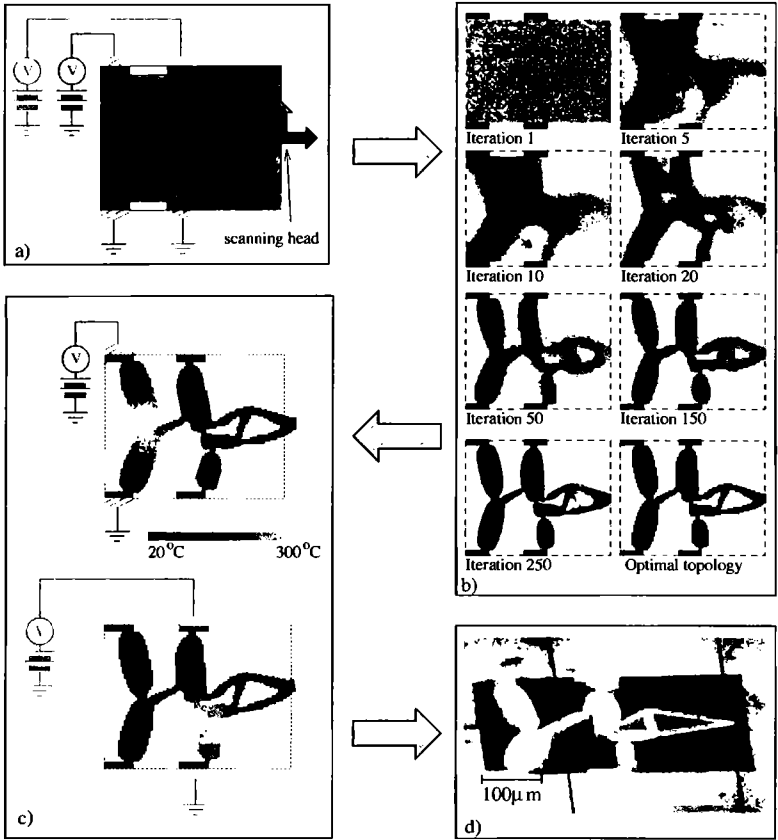 V
V
scanning head
a)
Iteration 1
Iteration 5
Iteration 10
Iteration 20
Iteration 50
Iteration 150
Iteration 250
Optimal topology
b)
V
20°C
300°C
V
c)
100μm
d)